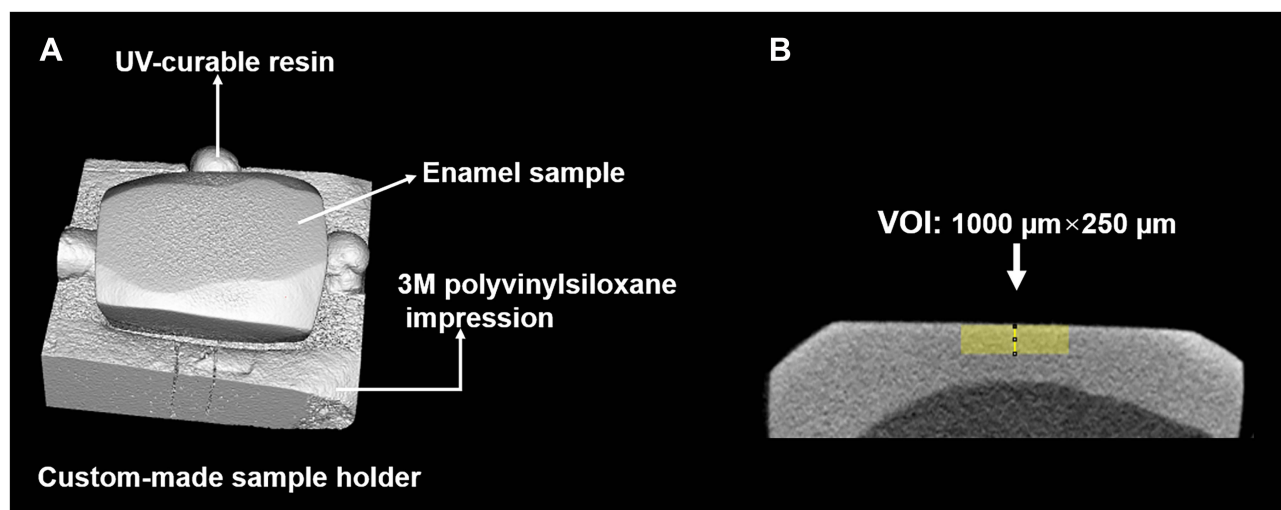 A
UV-curable resin
Enamel sample
3M polyvinylsiloxane
impression
Custom-made sample holder
B
VOI: 1000 µm×250 µm